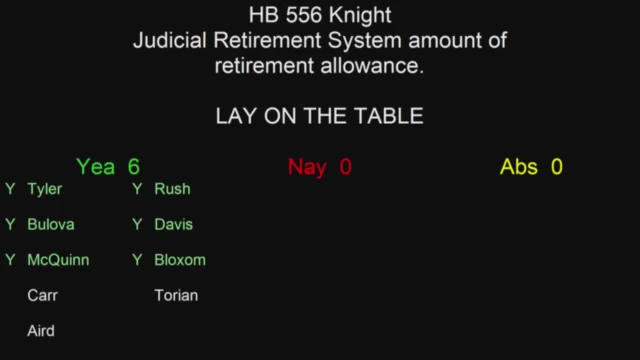 HB 556 Knight
Judicial Retirement System amount of
retirement allowance.
LAY ON THE TABLE
Yea 6 Nay 0 Abs 0
Y Tyler Y Rush
Y Bulova Y Davis
Y McQuinn Y Bloxom
Carr Torian
Aird